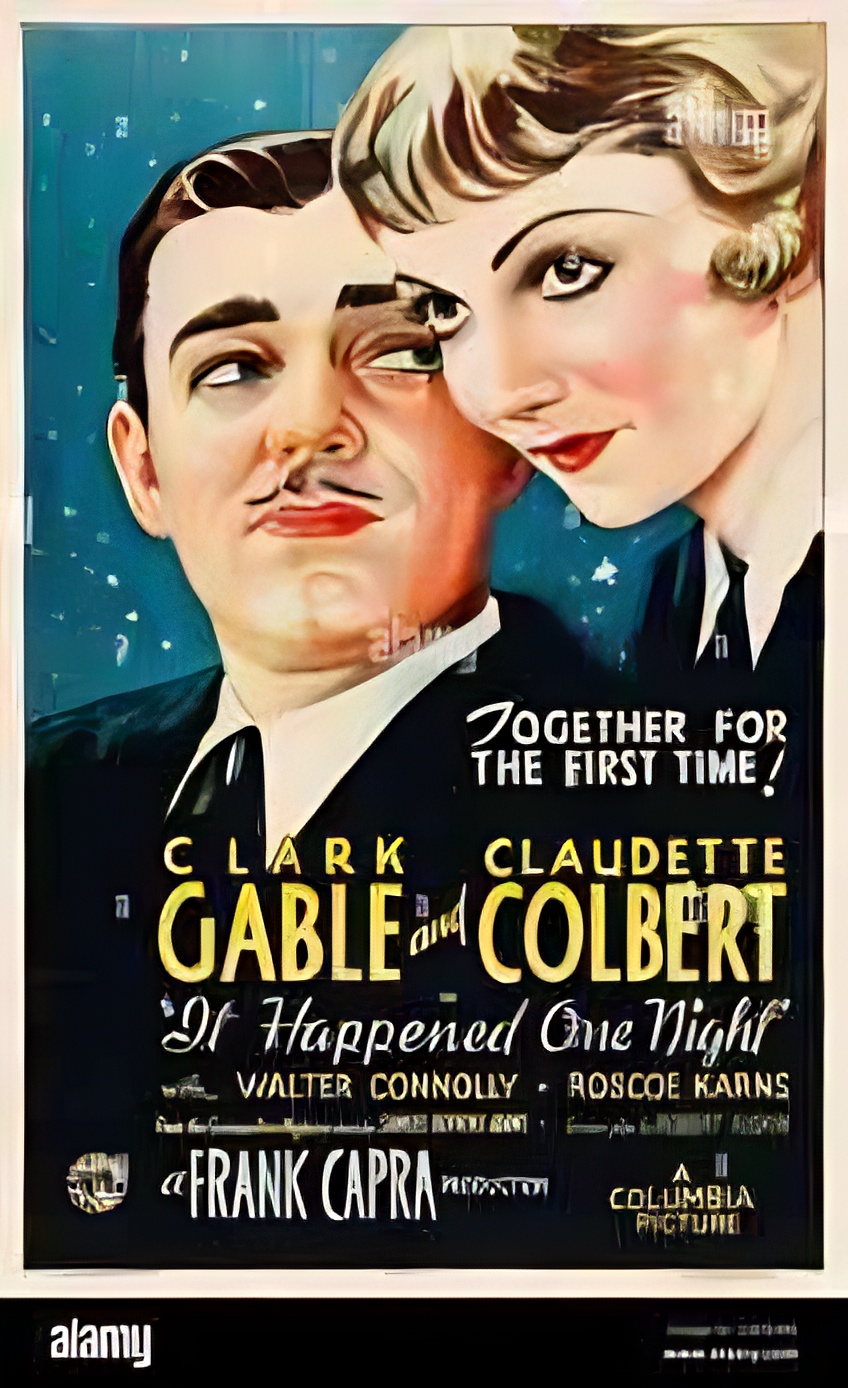 TOGETHER FOR
THE FIRST TIME!
CLARK CLAUDETTE
GABLE and COLBERT
"It Happened One Night"
WALTER CONNOLLY · ROSCOE KARNS
a FRANK CAPRA
A
COLUMBIA
PICTURE
alamy